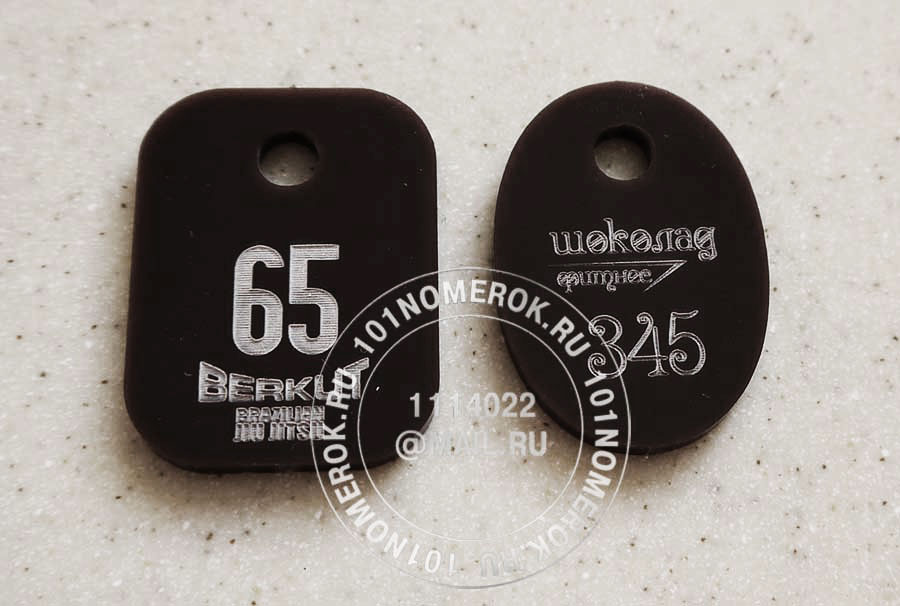 65
BERKUT
BRAZILIAN
JIU JITSU
шоколад
фитнес
345
101NOMEROK.RU 101NOMEROK.RU 101NOMEROK.RU 101NOMEROK.RU
1114022
@MAIL.RU